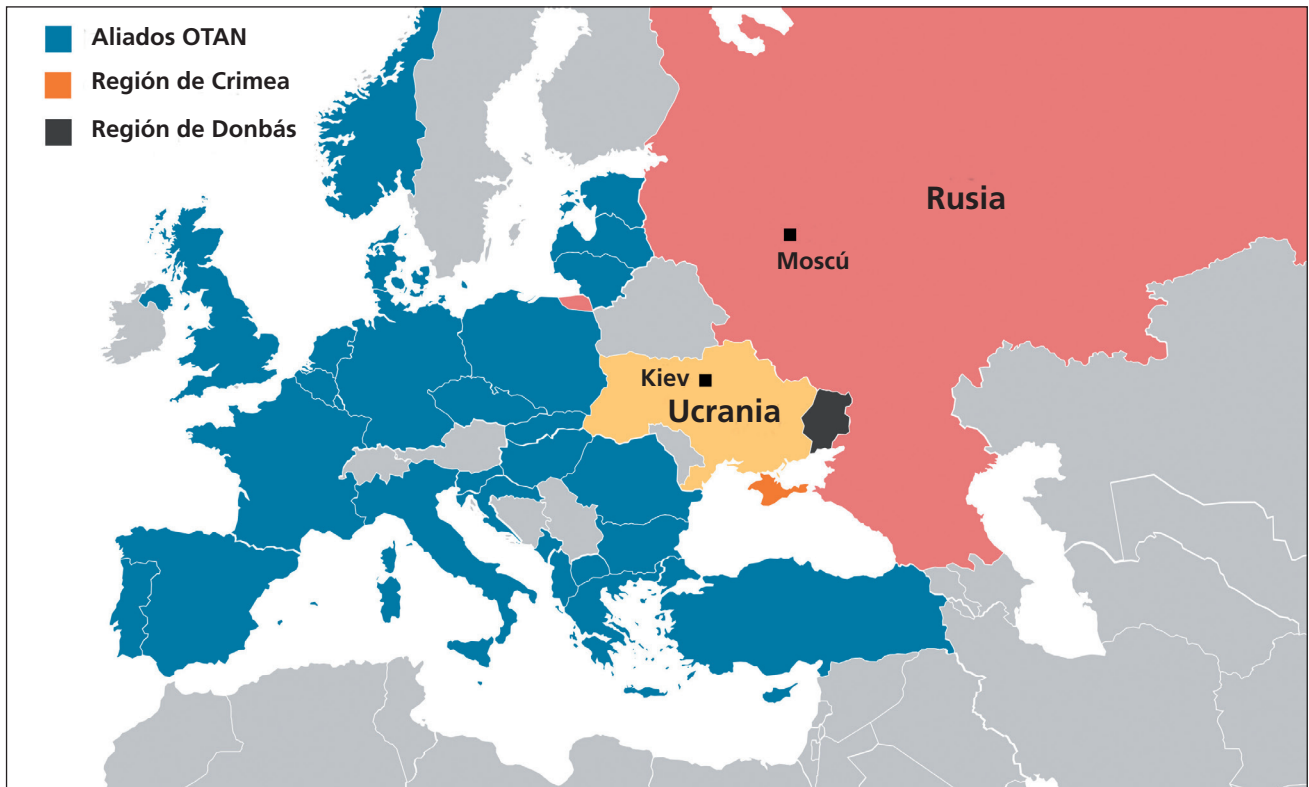 Aliados OTAN
Región de Crimea
Región de Donbás
Rusia
Moscú
Kiev
Ucrania